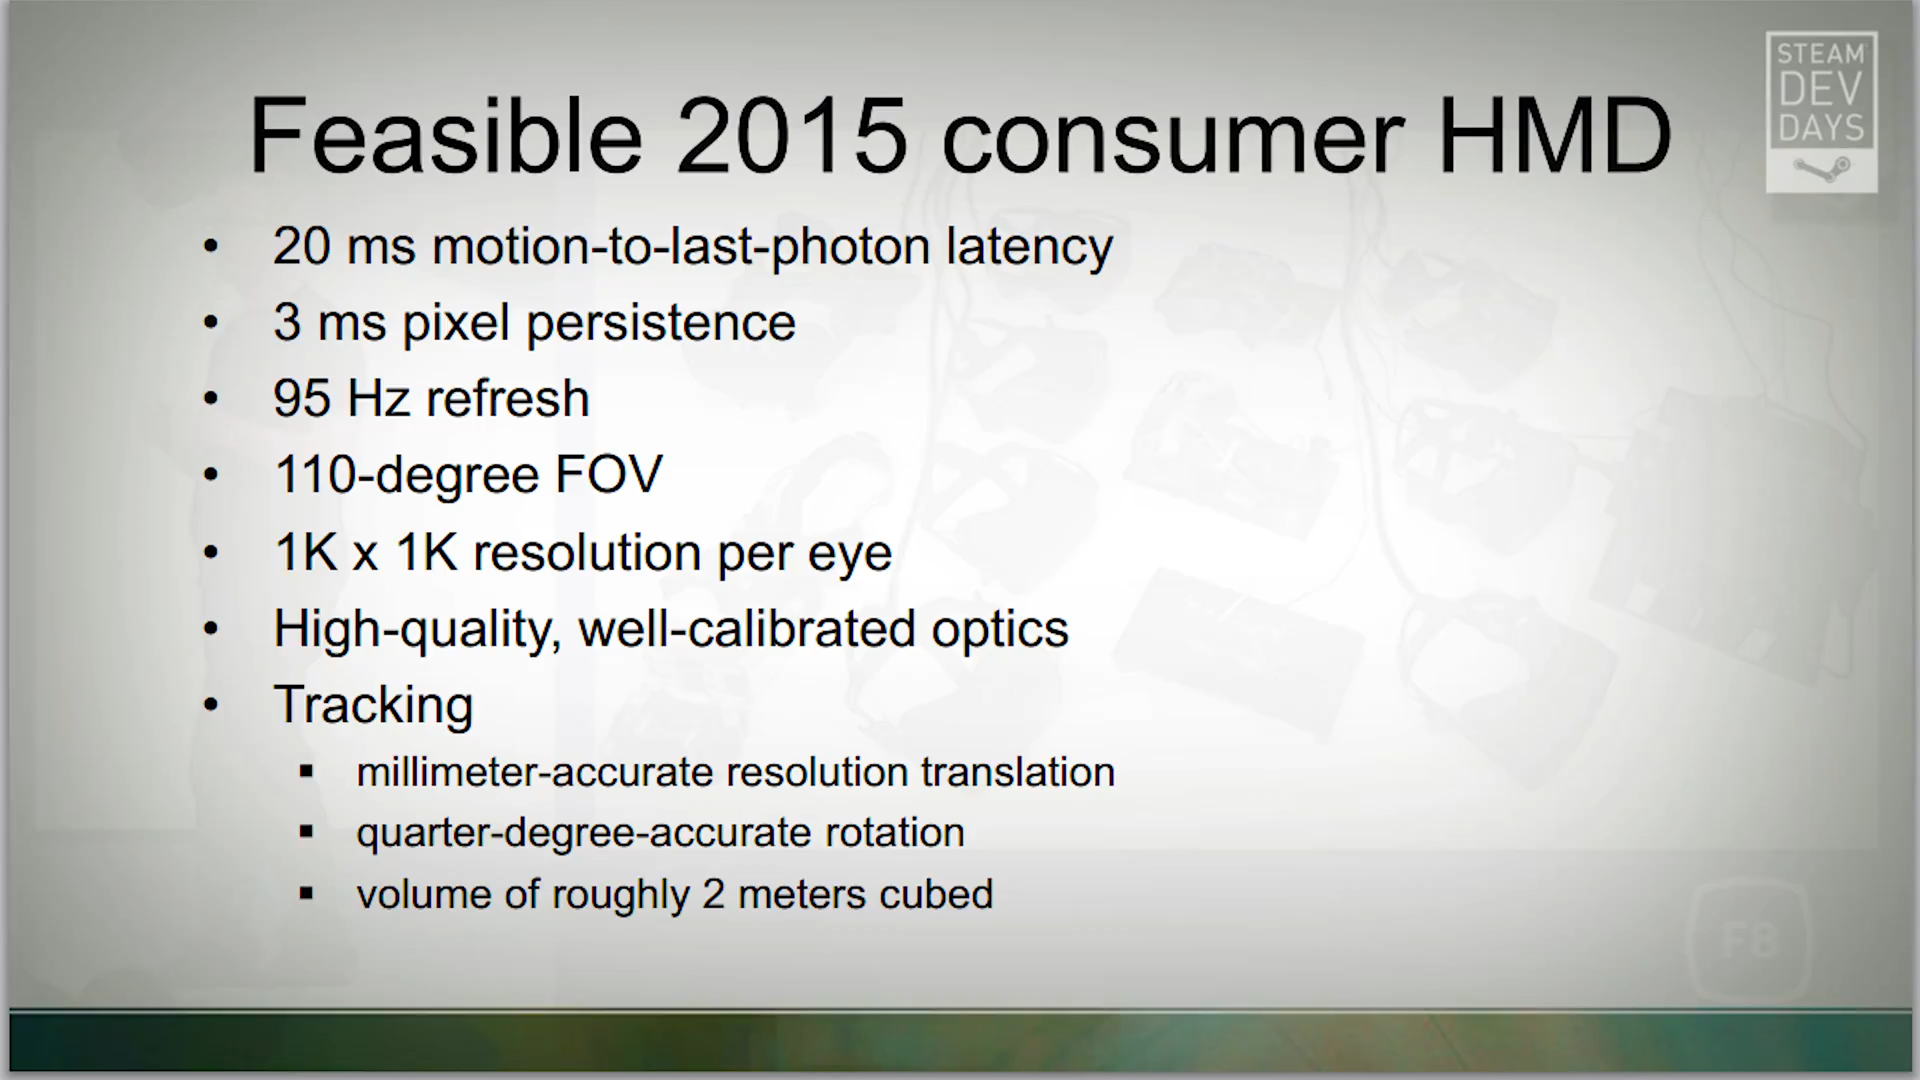 STEAM
DEV
DAYS
Feasible 2015 consumer HMD
• 20 ms motion-to-last-photon latency
• 3 ms pixel persistence
• 95 Hz refresh
• 110-degree FOV
• 1K x 1K resolution per eye
• High-quality, well-calibrated optics
• Tracking
▪ millimeter-accurate resolution translation
▪ quarter-degree-accurate rotation
▪ volume of roughly 2 meters cubed
F8